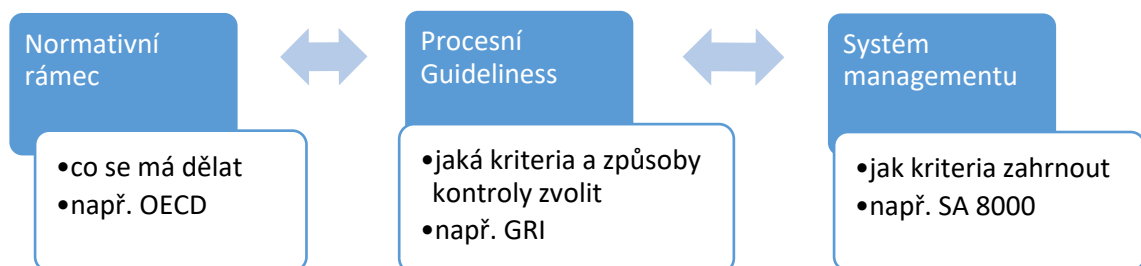 Normativní
rámec
•co se má dělat
•např. OECD
Procesní
Guideliness
•jaká kriteria a způsoby
kontroly zvolit
•např. GRI
Systém
managementu
•jak kriteria zahrnout
•např. SA 8000